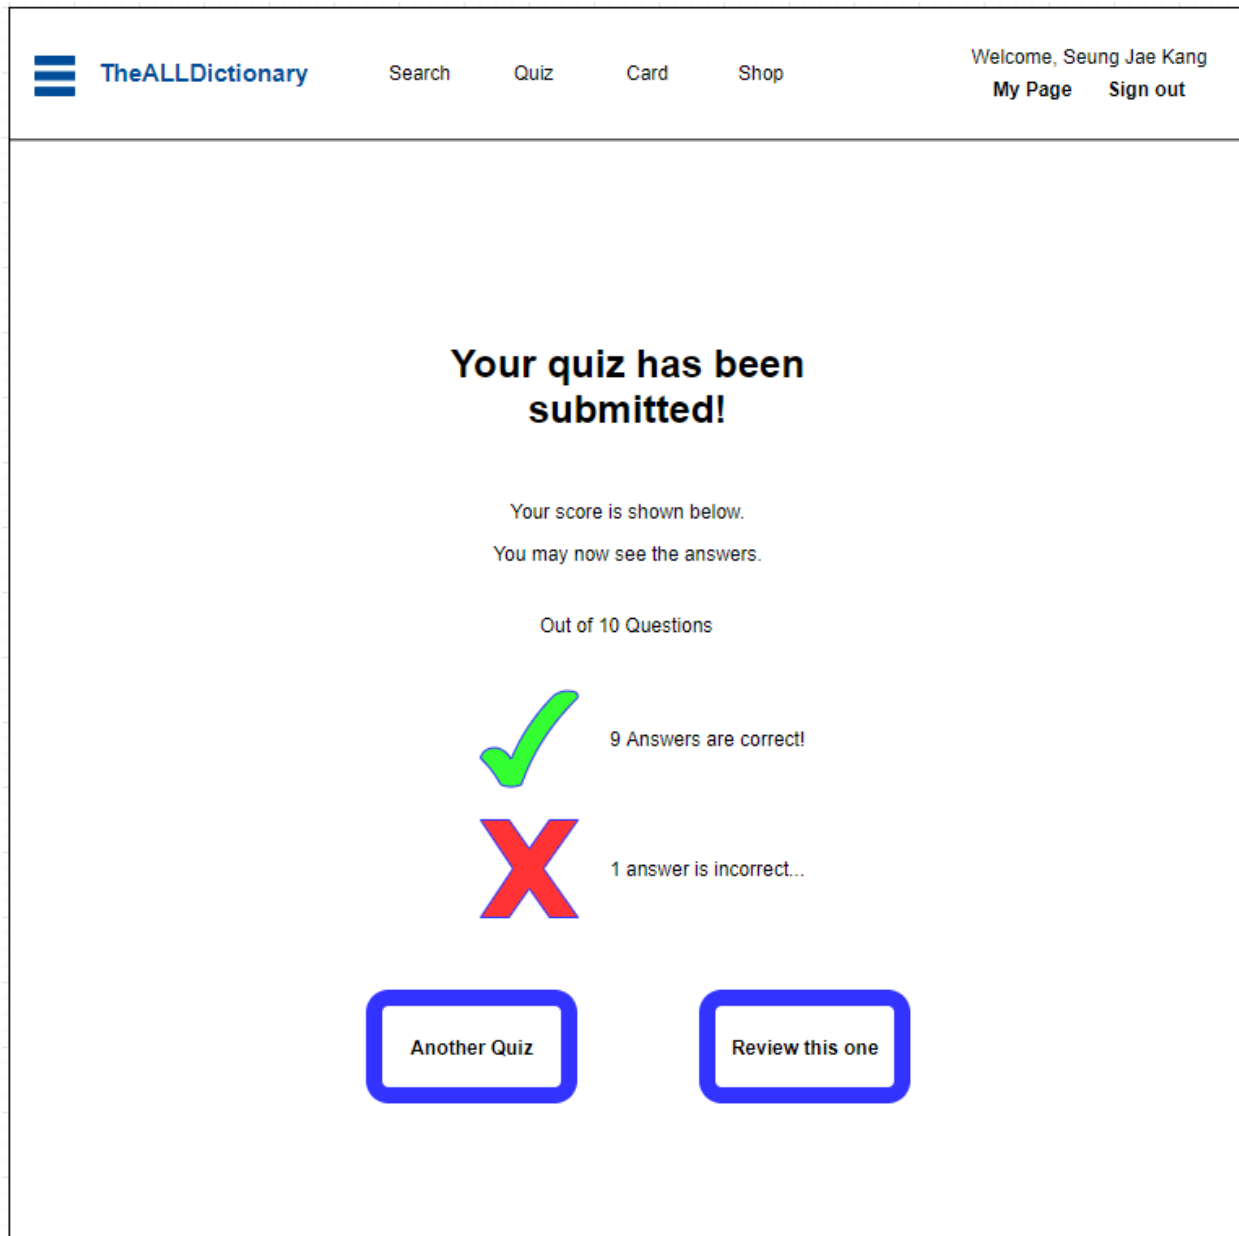 TheALLDictionary
Search
Quiz
Card
Shop
Welcome, Seung Jae Kang
My Page
Sign out
Your quiz has been
submitted!
Your score is shown below.
You may now see the answers.
Out of 10 Questions
9 Answers are correct!
1 answer is incorrect...
Another Quiz
Review this one